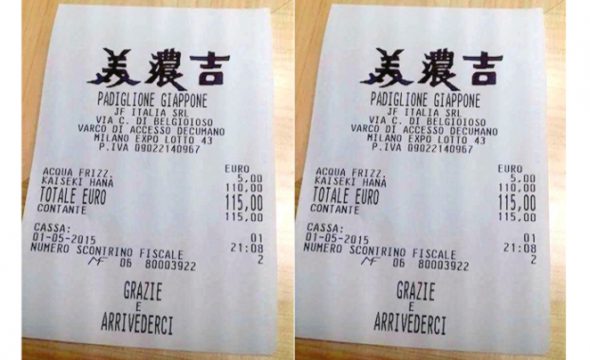 美濃吉
PADIGLIONE GIAPPONE
JF ITALIA SRL
VIA C. DI BELGIOIOSO
VARCO DI ACCESSO DECUMANO
MILANO EXPO LOTTO 43
P.IVA 09022140967
EURO
ACQUA FRIZZ. 5,00
KAISEKI HANA 110,00
TOTALE EURO 115,00
CONTANTE 115,00
CASSA: 01
01-05-2015 21:08
NUMERO SCONTRINO FISCALE 2
MF 06 80003922
GRAZIE
E
ARRIVEDERCI
美濃吉
PADIGLIONE GIAPPONE
JF ITALIA SRL
VIA C. DI BELGIOIOSO
VARCO DI ACCESSO DECUMANO
MILANO EXPO LOTTO 43
P.IVA 09022140967
EURO
ACQUA FRIZZ. 5,00
KAISEKI HANA 110,00
TOTALE EURO 115,00
CONTANTE 115,00
CASSA: 01
01-05-2015 21:08
NUMERO SCONTRINO FISCALE 2
MF 06 80003922
GRAZIE
E
ARRIVEDERCI